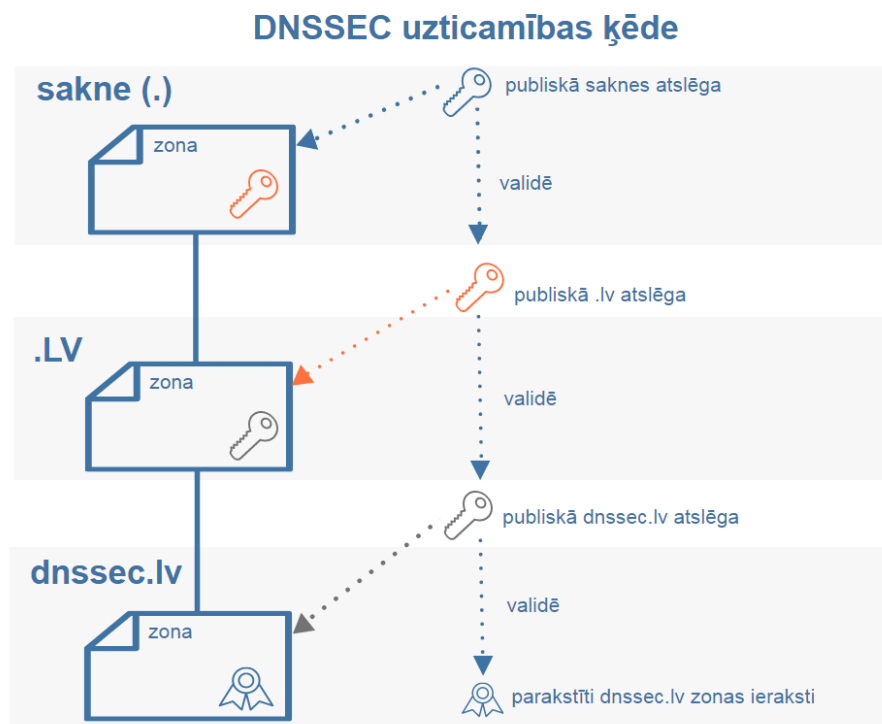 DNSSEC uzticamības ķēde
sakne (.)
publiskā saknes atslēga
zona
validē
publiskā .lv atslēga
.LV
zona
validē
publiskā dnssec.lv atslēga
dnssec.lv
validē
zona
parakstīti dnssec.lv zonas ieraksti